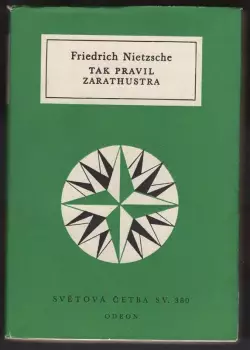 Friedrich Nietzsche
TAK PRAVIL
ZARATHUSTRA
SVĚTOVÁ ČETBA SV. 380
ODEON